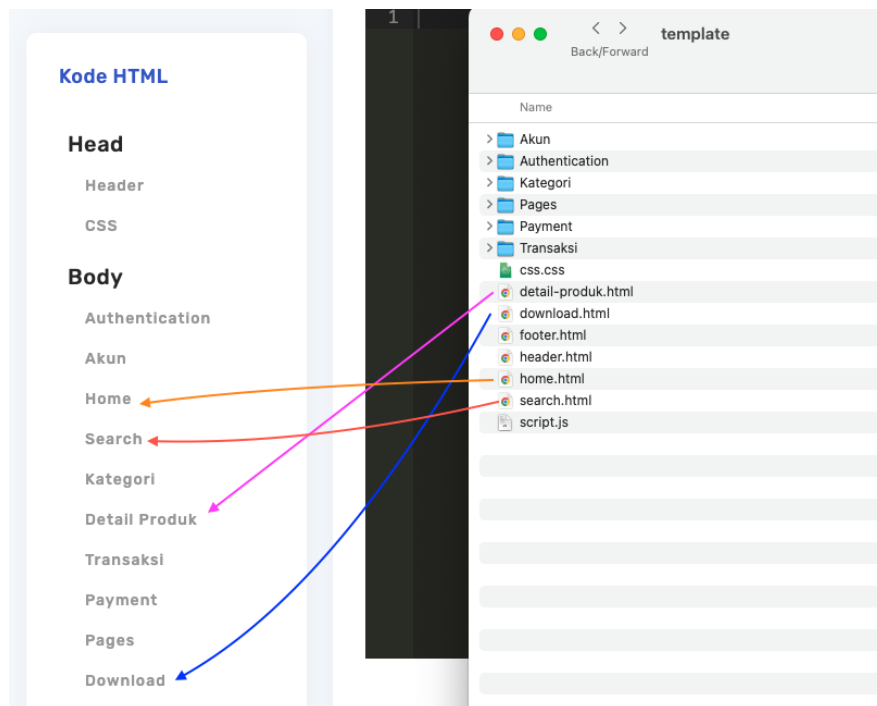 Kode HTML
Head
Header
CSS
Body
Authentication
Akun
Home
Search
Kategori
Detail Produk
Transaksi
Payment
Pages
Download
1
Back/Forward
template
Name
Akun
Authentication
Kategori
Pages
Payment
Transaksi
css.css
detail-produk.html
download.html
footer.html
header.html
home.html
search.html
script.js